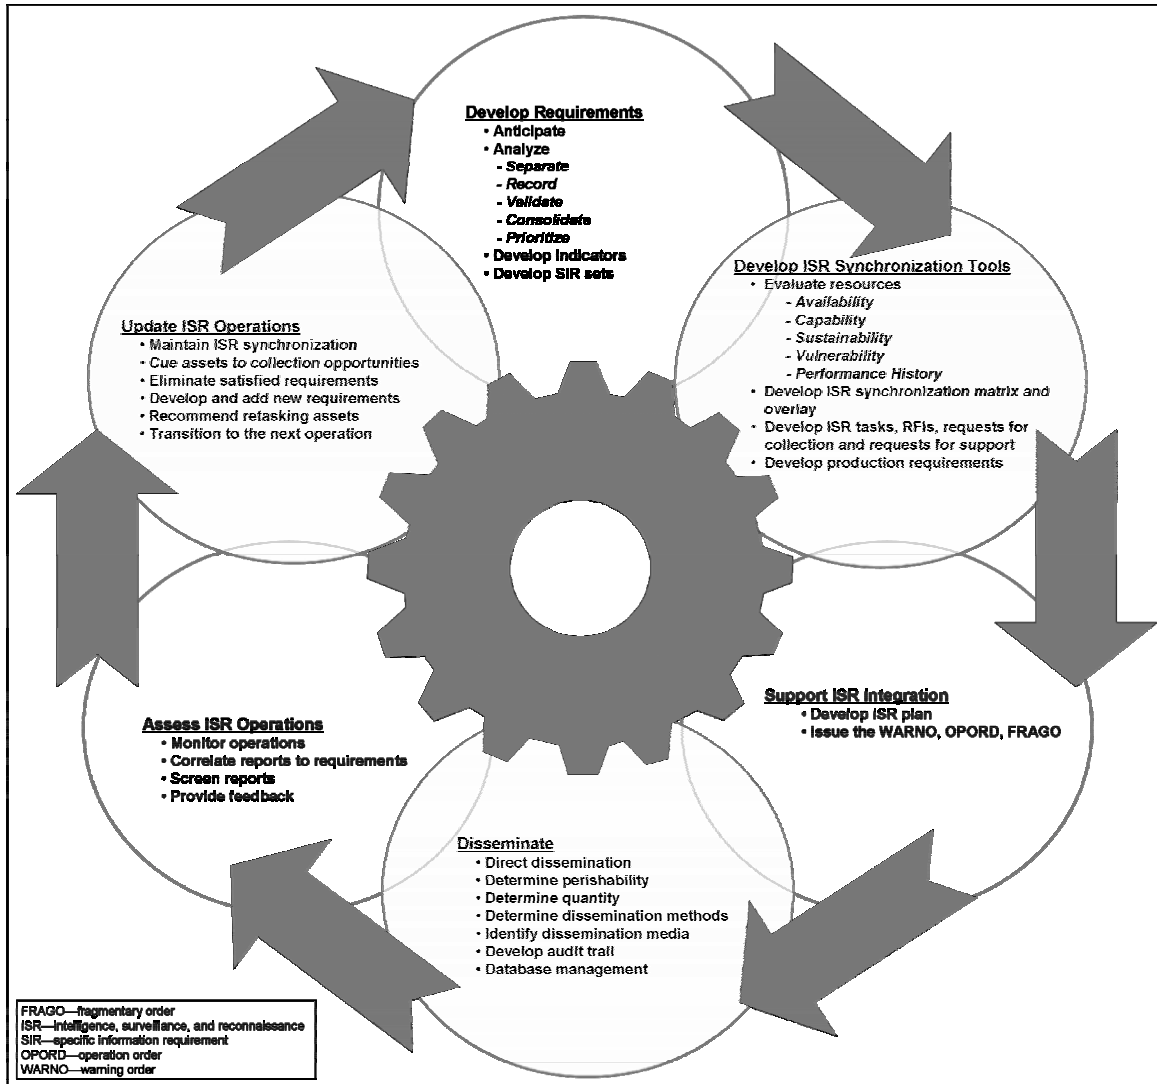 Develop Requirements
• Anticipate
• Analyze
- Separate
- Record
- Validate
- Consolidate
- Prioritize
• Develop Indicators
• Develop SIR sets
Develop ISR Synchronization Tools
• Evaluate resources
- Availability
- Capability
- Sustainability
- Vulnerability
- Performance History
• Develop ISR synchronization matrix and
overlay
• Develop ISR tasks, RFIs, requests for
collection and requests for support
• Develop production requirements
Support ISR Integration
• Develop ISR plan
• Issue the WARNO, OPORD, FRAGO
Disseminate
• Direct dissemination
• Determine perishability
• Determine quantity
• Determine dissemination methods
• Identify dissemination media
• Develop audit trail
• Database management
Assess ISR Operations
• Monitor operations
• Correlate reports to requirements
• Screen reports
• Provide feedback
Update ISR Operations
• Maintain ISR synchronization
• Cue assets to collection opportunities
• Eliminate satisfied requirements
• Develop and add new requirements
• Recommend retasking assets
• Transition to the next operation
FRAGO—fragmentary order
ISR—intelligence, surveillance, and reconnaissance
SIR—specific information requirement
OPORD—operation order
WARNO—warning order